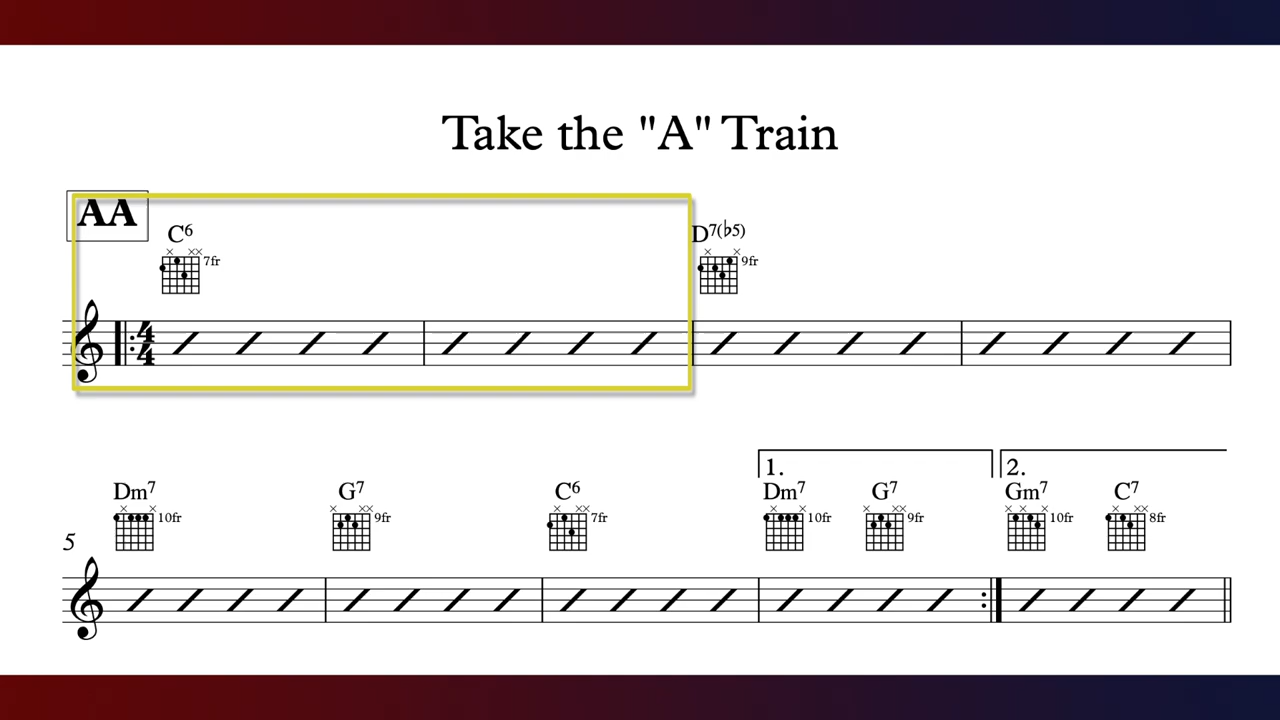 Take the "A" Train
AA
C6 D7(♭5)
7fr 9fr
4
4
Dm7 G7 C6 1. Dm7 G7 2. Gm7 C7
10fr 9fr 7fr 10fr 9fr 10fr 8fr
5